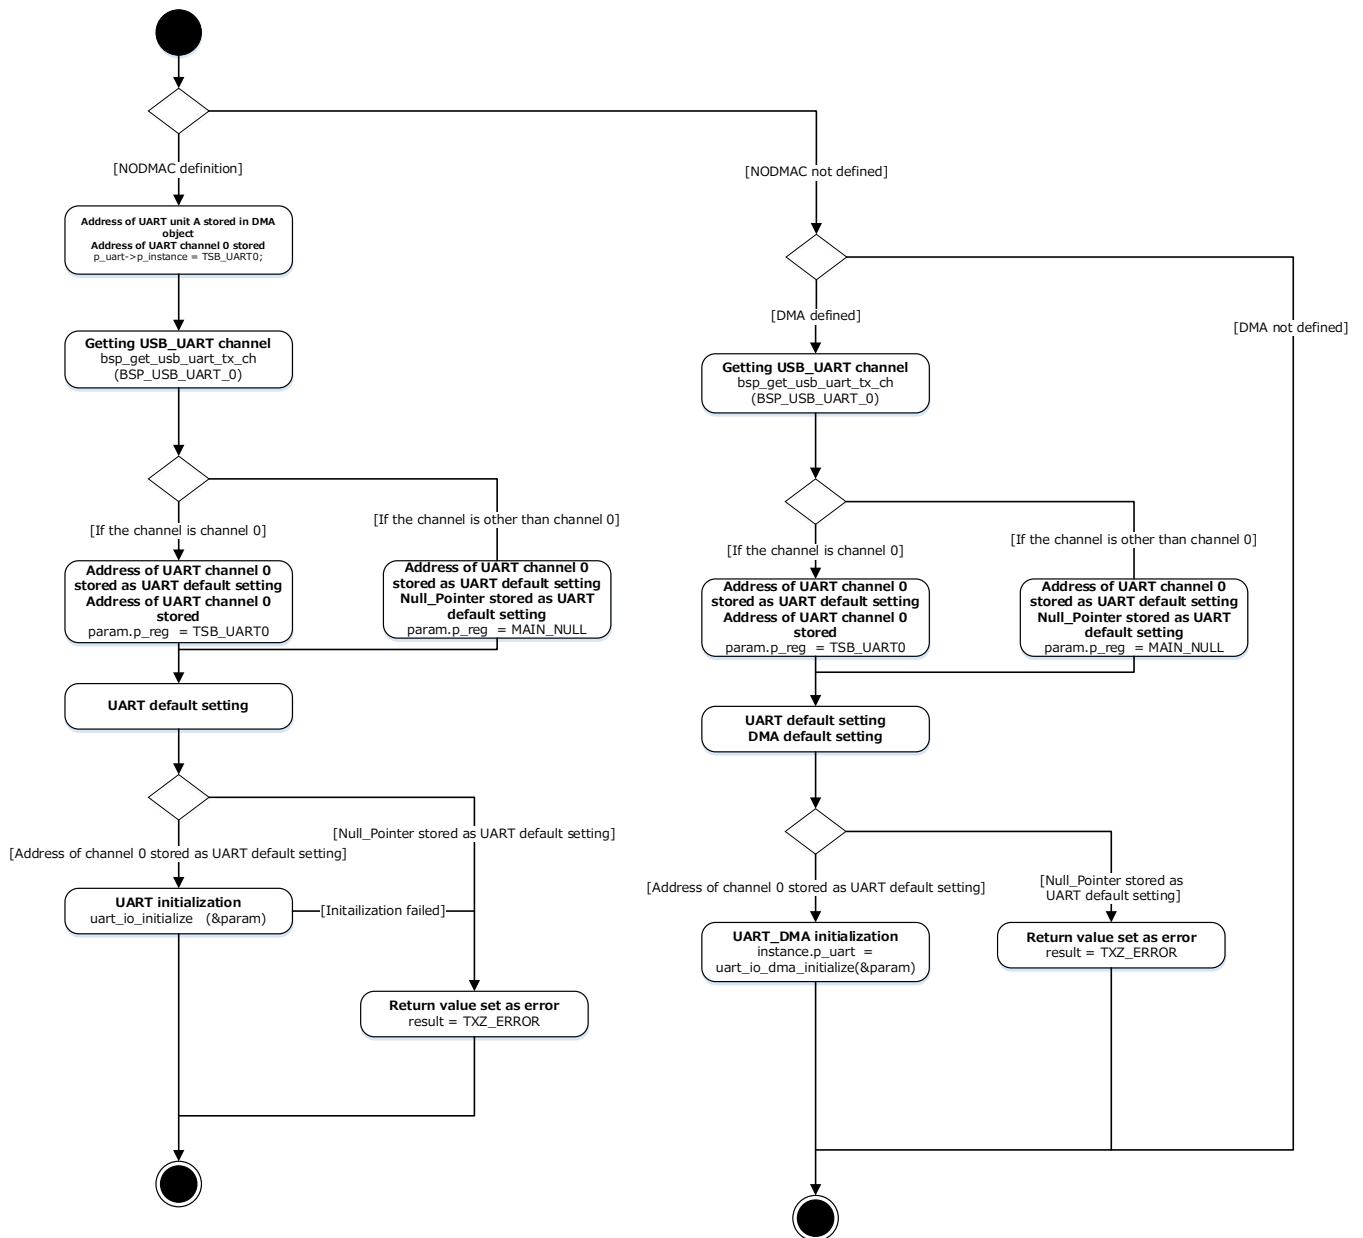 [NODMAC definition]
Address of UART unit A stored in DMA
object
Address of UART channel 0 stored
p_uart->p_instance = TSB_UART0;
Getting USB_UART channel
bsp_get_usb_uart_tx_ch
(BSP_USB_UART_0)
[If the channel is channel 0]
[If the channel is other than channel 0]
Address of UART channel 0
stored as UART default setting
Address of UART channel 0
stored
param.p_reg  = TSB_UART0
Address of UART channel 0
stored as UART default setting
Null_Pointer stored as UART
default setting
param.p_reg  = MAIN_NULL
UART default setting
[Null_Pointer stored as UART default setting]
[Address of channel 0 stored as UART default setting]
UART initialization
uart_io_initialize   (&param)
[Initailization failed]
Return value set as error
result = TXZ_ERROR
[NODMAC not defined]
[DMA defined]
[DMA not defined]
Getting USB_UART channel
bsp_get_usb_uart_tx_ch
(BSP_USB_UART_0)
[If the channel is channel 0]
[If the channel is other than channel 0]
Address of UART channel 0
stored as UART default setting
Address of UART channel 0
stored
param.p_reg  = TSB_UART0
Address of UART channel 0
stored as UART default setting
Null_Pointer stored as UART
default setting
param.p_reg  = MAIN_NULL
UART default setting
DMA default setting
[Address of channel 0 stored as UART default setting]
[Null_Pointer stored as
UART default setting]
UART_DMA initialization
instance.p_uart  =
uart_io_dma_initialize(&param)
Return value set as error
result = TXZ_ERROR